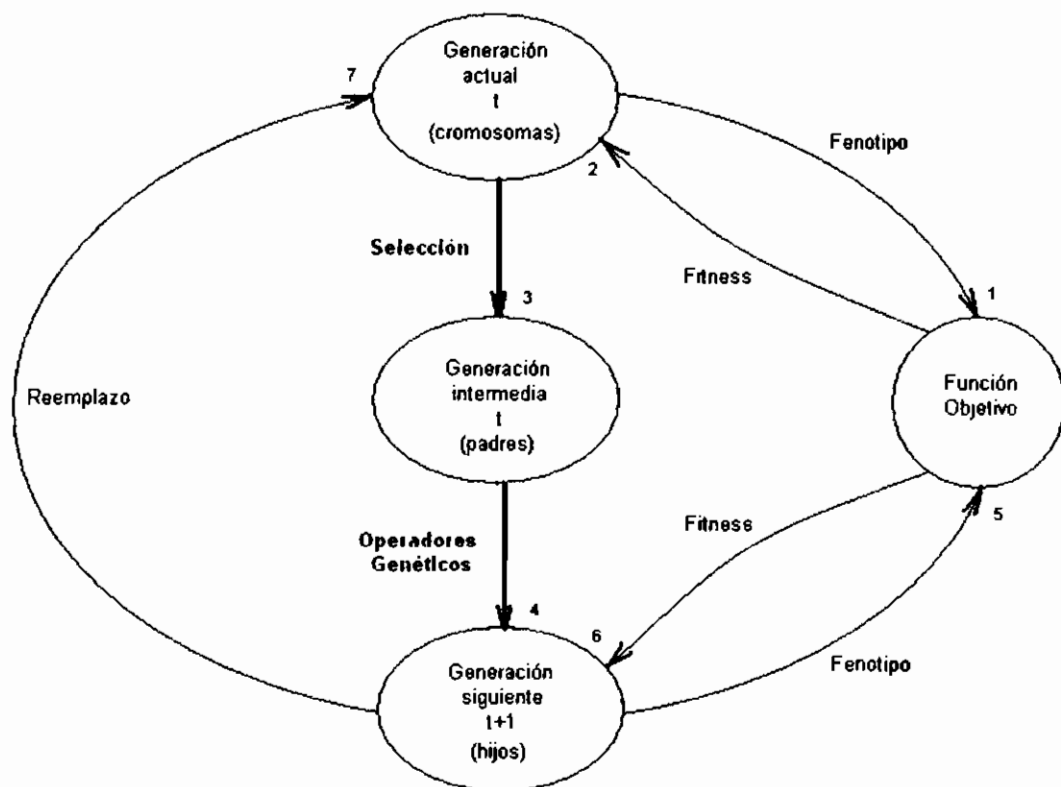 Generación
actual
t
(cromosomas)
7
2
Fenotipo
Selección
Fitness
3
1
Generación
intermedia
t
(padres)
Función
Objetivo
Reemplazo
Operadores
Genéticos
Fitness
5
4
6
Generación
siguiente
t+1
(hijos)
Fenotipo